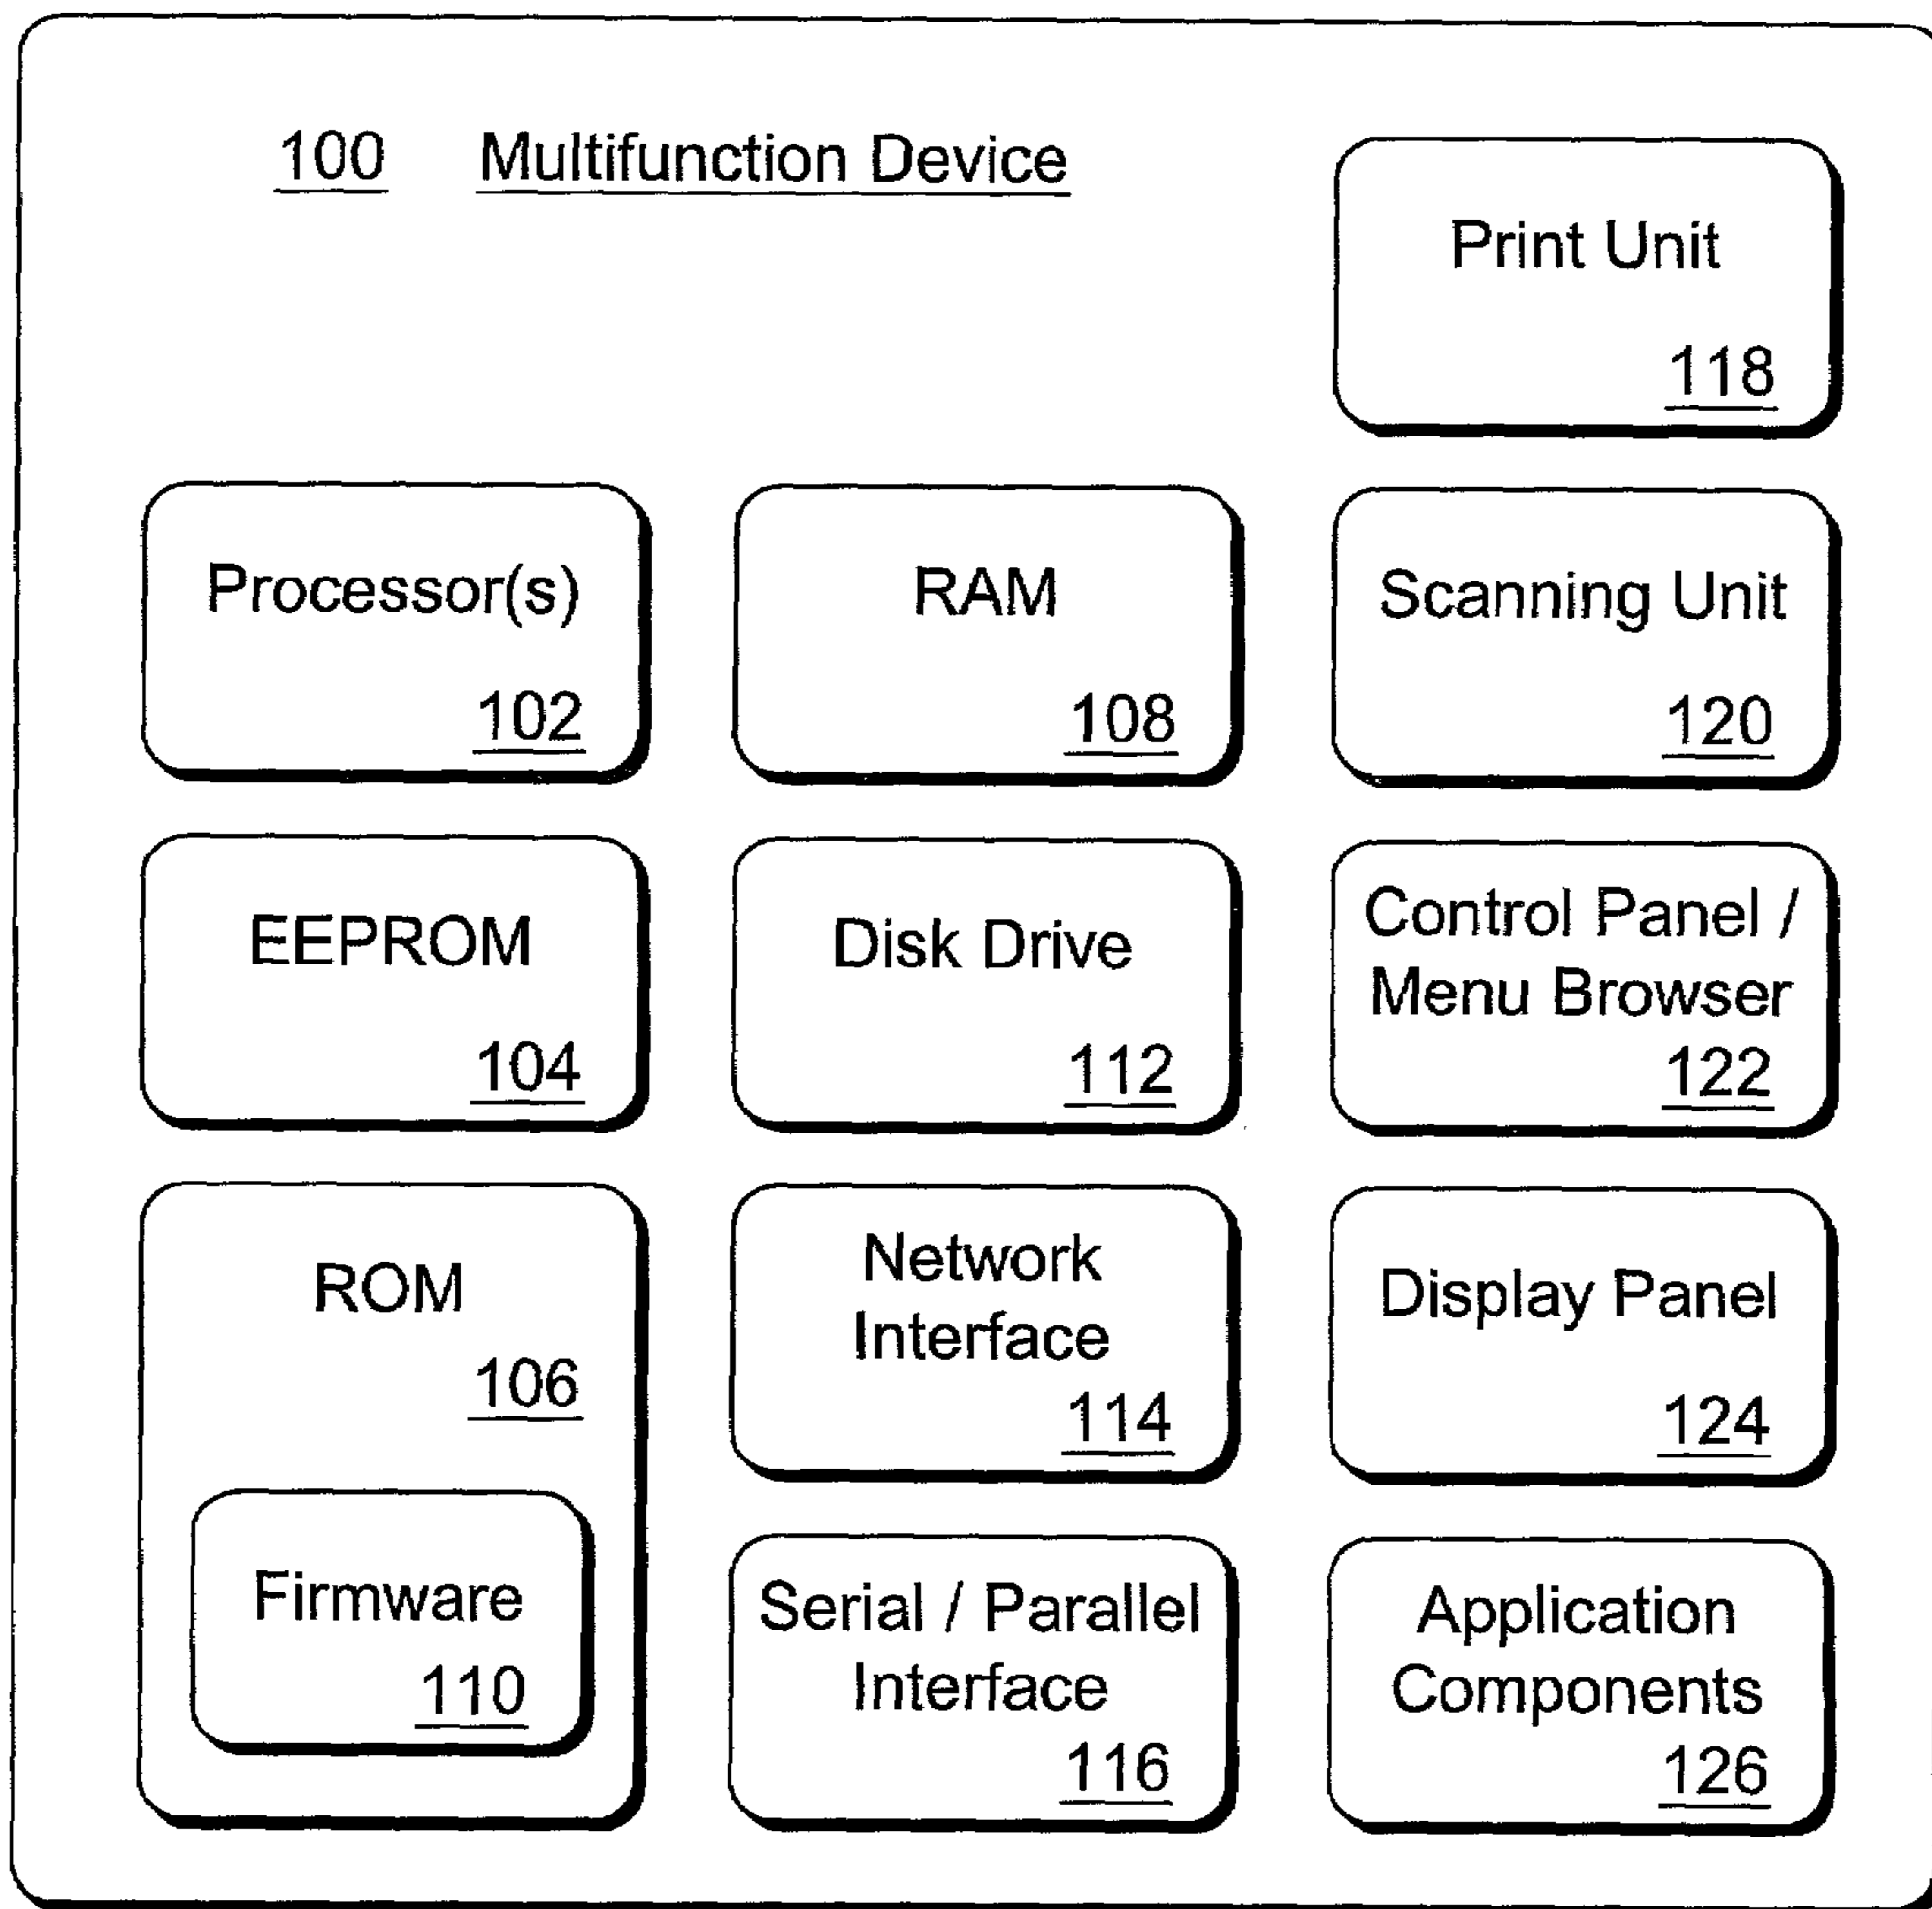 100 Multifunction Device
Print Unit
118
Processor(s)
102
RAM
108
Scanning Unit
120
EEPROM
104
Disk Drive
112
Control Panel /
Menu Browser
122
ROM
106
Firmware
110
Network
Interface
114
Display Panel
124
Serial / Parallel
Interface
116
Application
Components
126